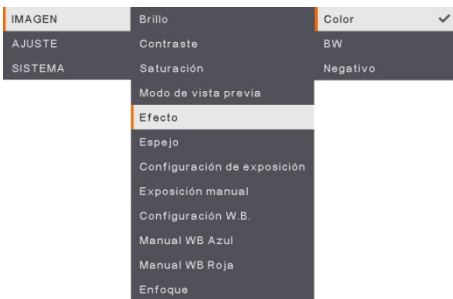 IMAGEN
AJUSTE
SISTEMA
Brillo
Contraste
Saturación
Modo de vista previa
Efecto
Espejo
Configuración de exposición
Exposición manual
Configuración W.B.
Manual WB Azul
Manual WB Roja
Enfoque
Color
BW
Negativo